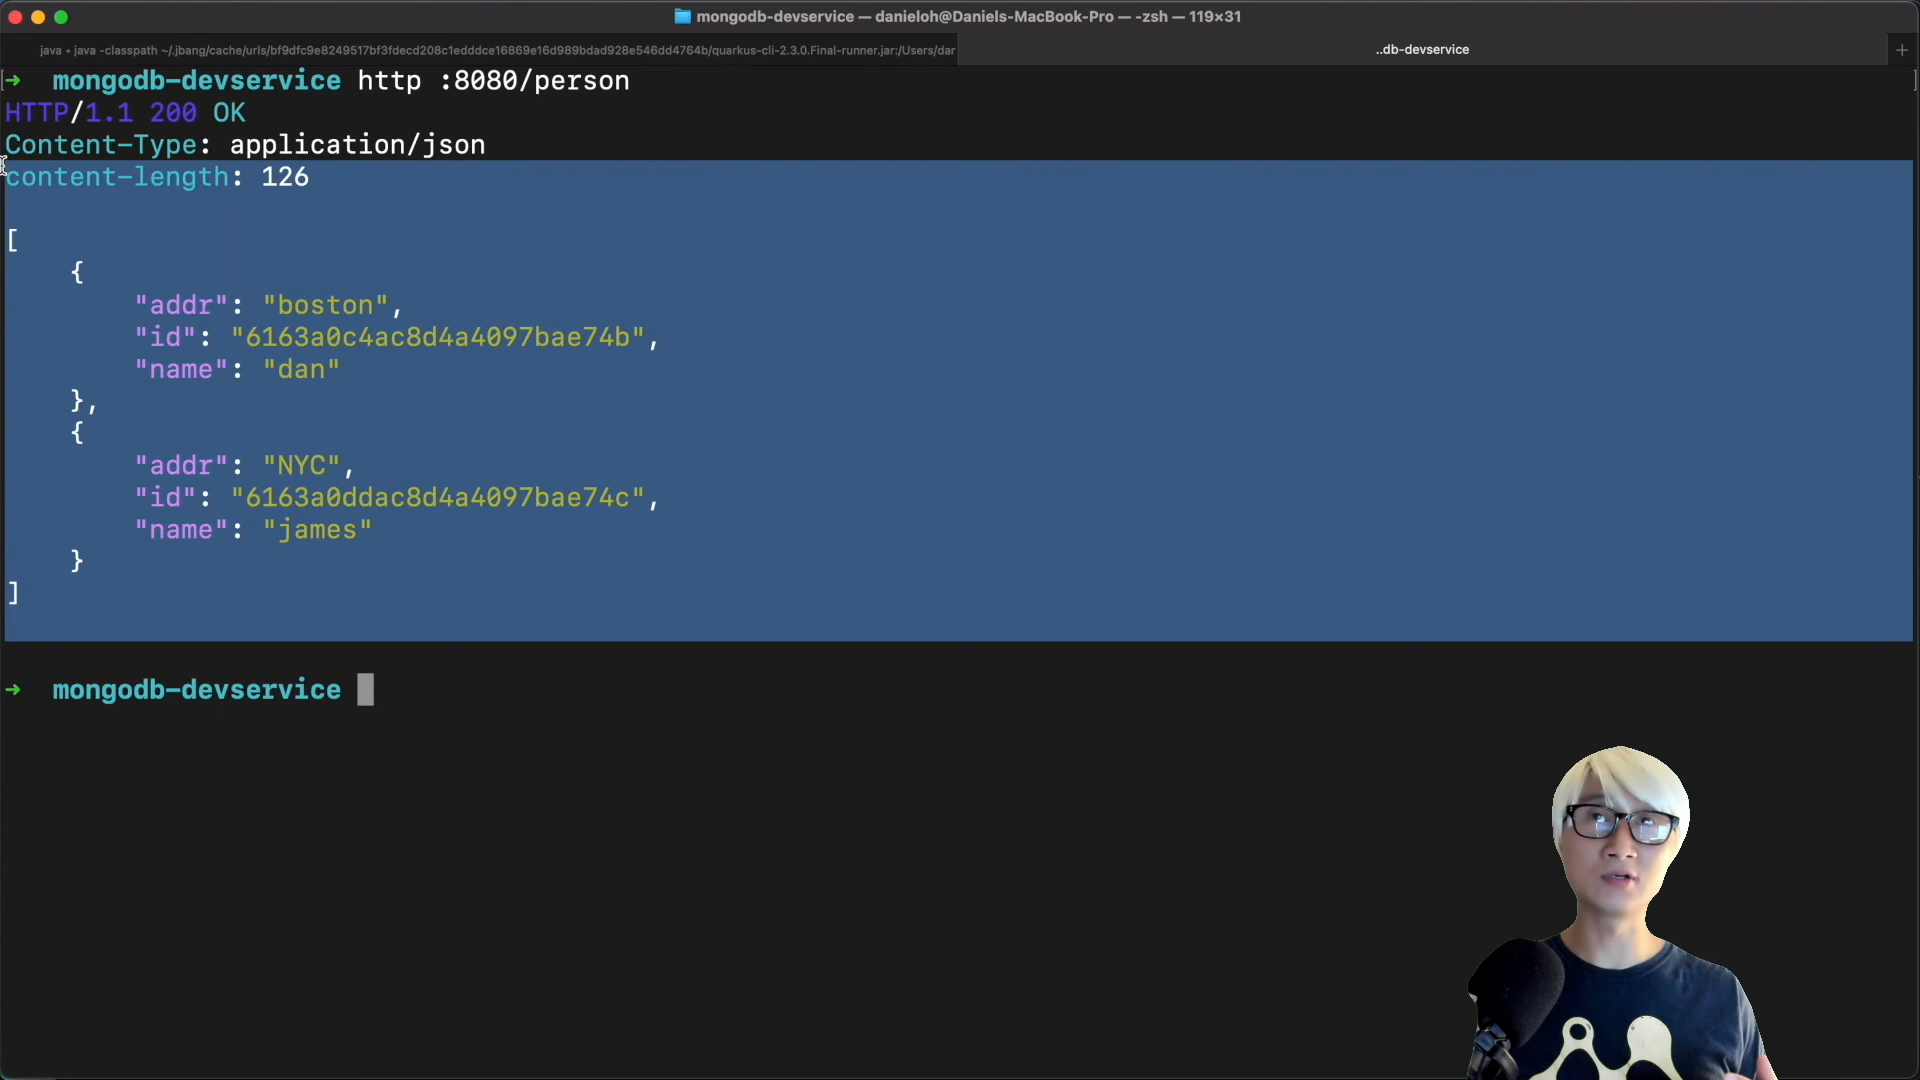 mongodb-devservice — danieloh@Daniels-MacBook-Pro — -zsh — 119×31
java ◂ java -classpath ~/.jbang/cache/urls/bf9dfc9e8249517bf3fdecd208c1edddce16869e16d989bdad928e546dd4764b/quarkus-cli-2.3.0.Final-runner.jar:/Users/dar
..db-devservice
+
[→ mongodb-devservice http :8080/person ]
HTTP/1.1 200 OK
Content-Type: application/json
content-length: 126
[
{
"addr": "boston",
"id": "6163a0c4ac8d4a4097bae74b",
"name": "dan"
},
{
"addr": "NYC",
"id": "6163a0ddac8d4a4097bae74c",
"name": "james"
}
]
→ mongodb-devservice